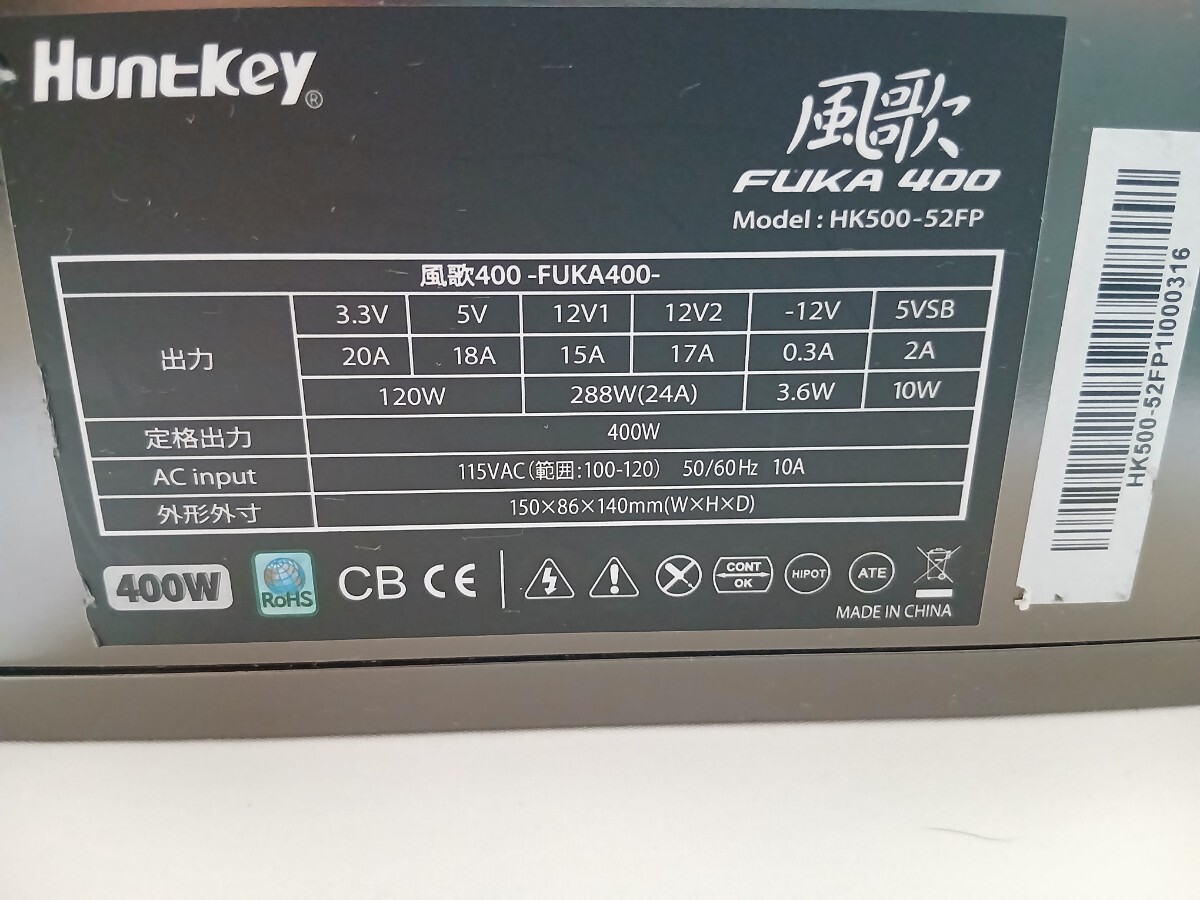 Huntkey®
風歌
FUKA 400
Model : HK500-52FP
風歌400 -FUKA400-
出力 3.3V 5V 12V1 12V2 -12V 5VSB
20A 18A 15A 17A 0.3A 2A
120W 288W(24A) 3.6W 10W
定格出力 400W
AC input 115VAC(範囲:100-120) 50/60Hz 10A
外形外寸 150×86×140mm(W×H×D)
400W RoHS CB CE CONT OK HIPOT ATE
MADE IN CHINA
HK500-52FP1I000316